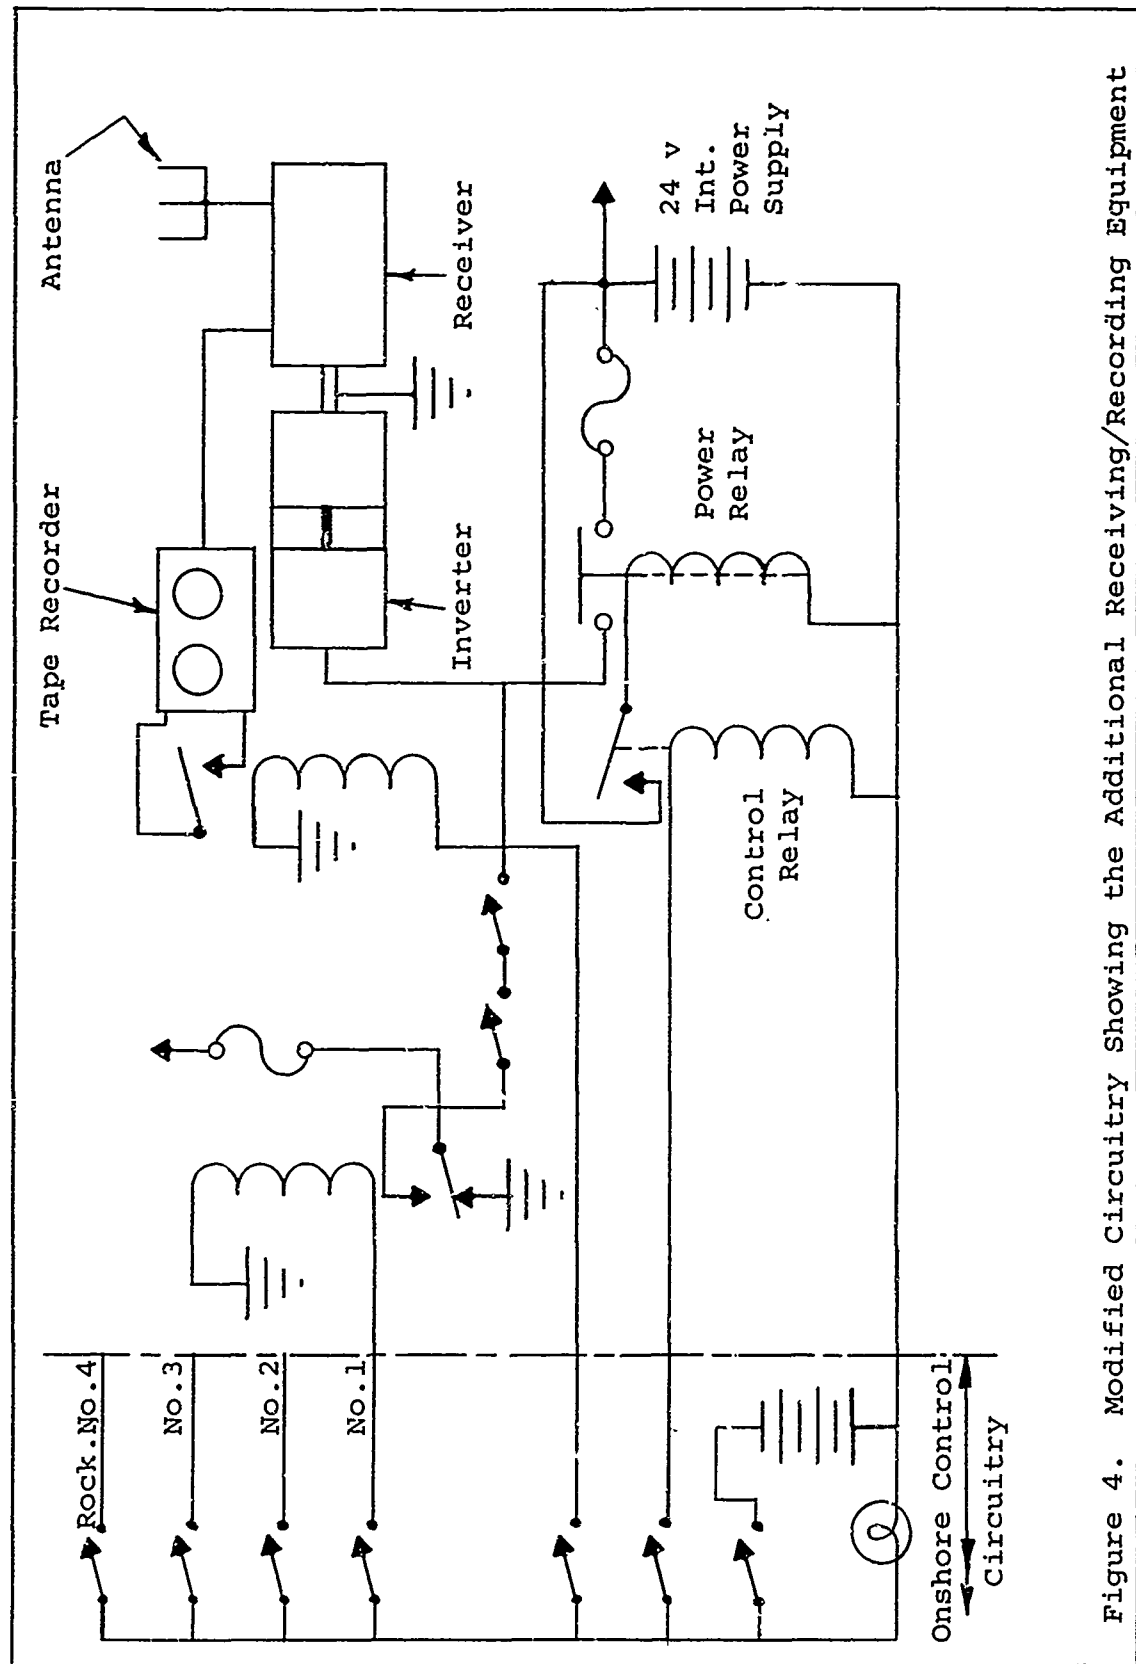 Antenna
Tape Recorder
Receiver
Inverter
24 v
Int.
Power
Supply
Power
Relay
Control
Relay
Rock.No.4
No.3
No.2
No.1
Onshore Control
Circuitry
Figure 4. Modified Circuitry Showing the Additional Receiving/Recording Equipment